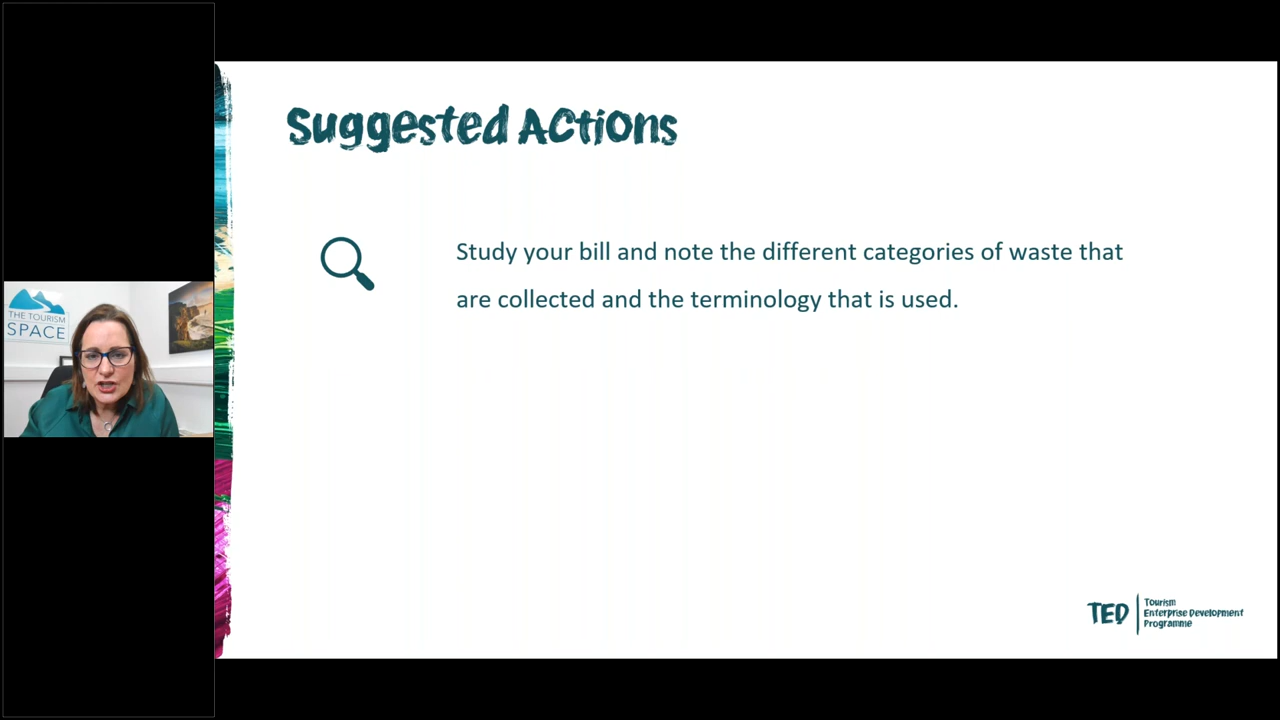 Suggested Actions
Study your bill and note the different categories of waste that
are collected and the terminology that is used.
THE TOURISM
SPACE
TED
Tourism
Enterprise Development
Programme